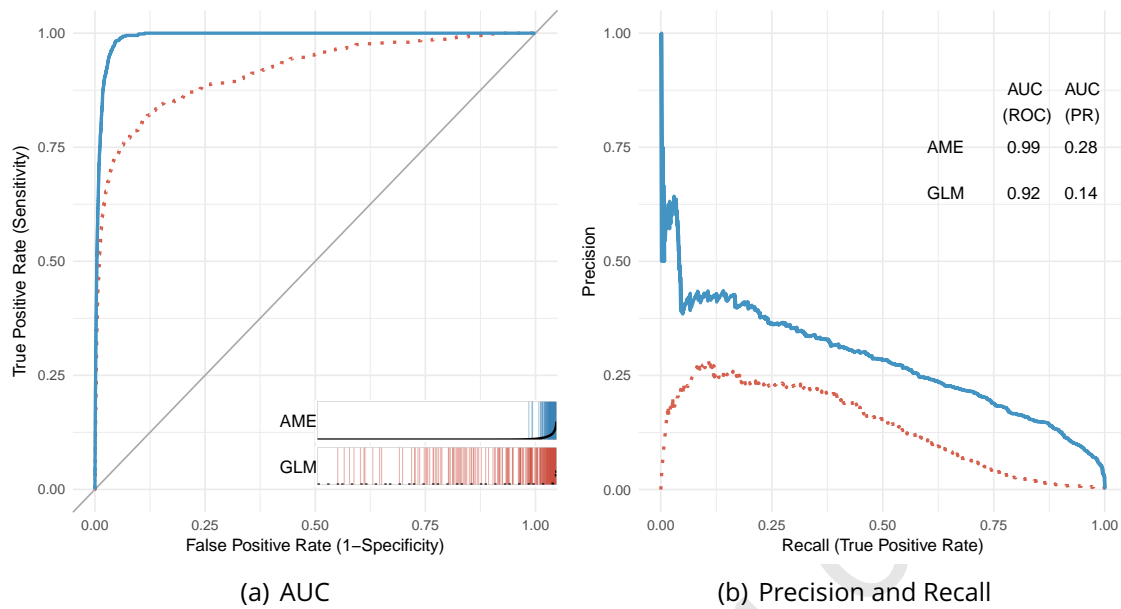 1.00
0.75
0.50
0.25
0.00
True Positive Rate (Sensitivity)
AME
GLM
0.00 0.25 0.50 0.75 1.00
False Positive Rate (1−Specificity)
(a) AUC
1.00
0.75
0.50
0.25
0.00
Precision
AUC AUC
(ROC) (PR)
AME 0.99 0.28
GLM 0.92 0.14
0.00 0.25 0.50 0.75 1.00
Recall (True Positive Rate)
(b) Precision and Recall